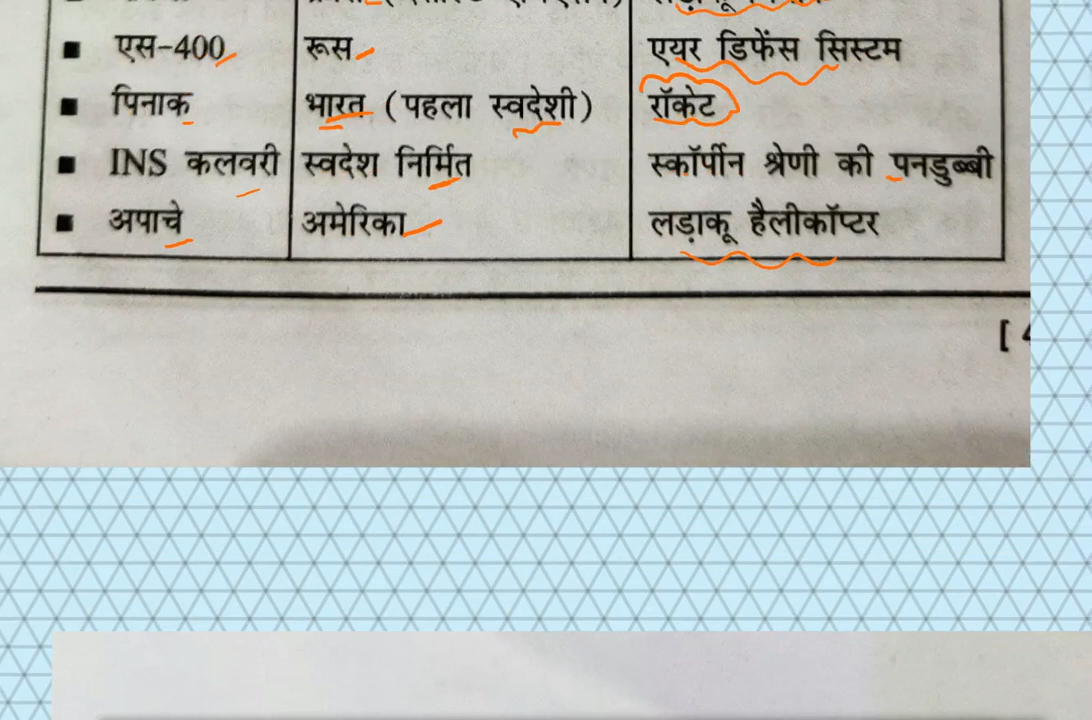 ■ एस-400 रूस एयर डिफेंस सिस्टम
■ पिनाक भारत (पहला स्वदेशी) रॉकेट
■ INS कलवरी स्वदेश निर्मित स्कॉर्पीन श्रेणी की पनडुब्बी
■ अपाचे अमेरिका लड़ाकू हैलीकॉप्टर
[